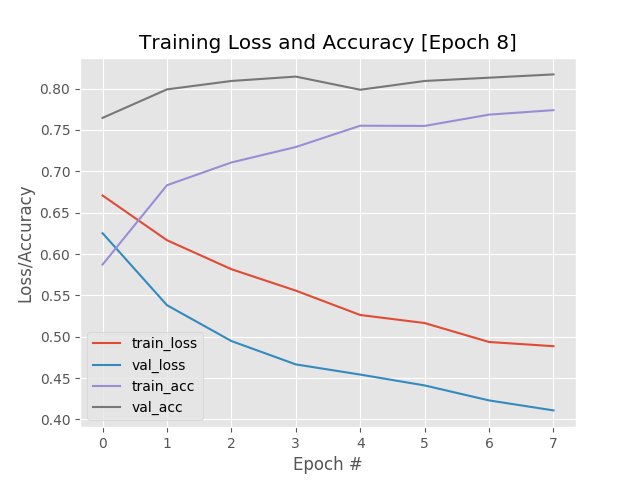 Training Loss and Accuracy [Epoch 8]
Loss/Accuracy
0.80
0.75
0.70
0.65
0.60
0.55
0.50
0.45
0.40
train_loss
val_loss
train_acc
val_acc
0 1 2 3 4 5 6 7
Epoch #